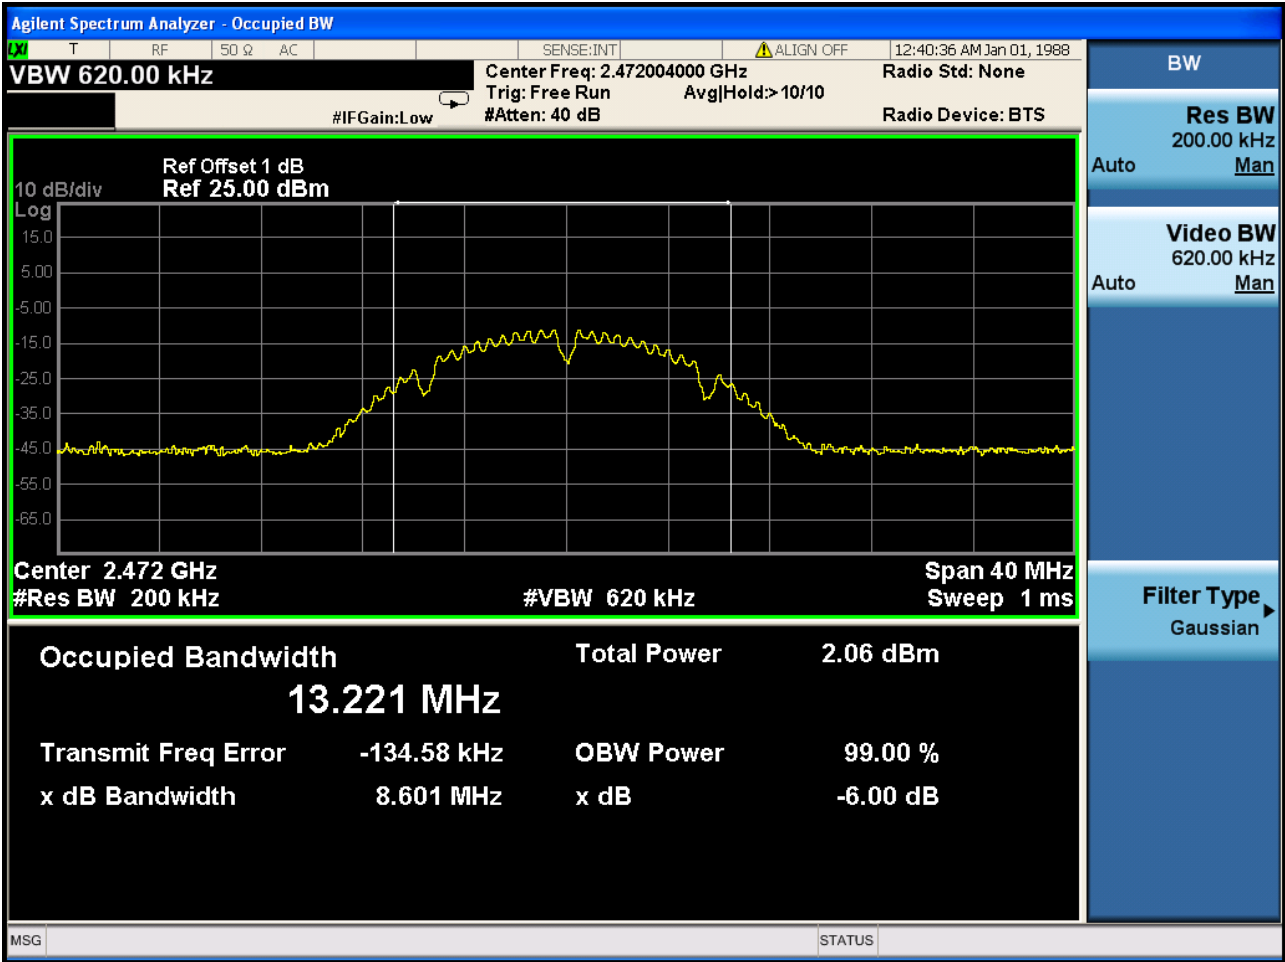 Agilent Spectrum Analyzer - Occupied BW
LXI T RF 50 Ω AC SENSE:INT ALIGN OFF 12:40:36 AM Jan 01, 1988
VBW 620.00 kHz
Center Freq: 2.472004000 GHz
Radio Std: None
Trig: Free Run
Avg|Hold:>10/10
#IFGain:Low
#Atten: 40 dB
Radio Device: BTS
Ref Offset 1 dB
10 dB/div
Ref 25.00 dBm
Log
15.0
5.00
-5.00
-15.0
-25.0
-35.0
-45.0
-55.0
-65.0
Center 2.472 GHz
Span 40 MHz
#Res BW 200 kHz
#VBW 620 kHz
Sweep 1 ms
Occupied Bandwidth
13.221 MHz
Total Power 2.06 dBm
Transmit Freq Error -134.58 kHz
OBW Power 99.00 %
x dB Bandwidth 8.601 MHz
x dB -6.00 dB
BW
Res BW
200.00 kHz
Auto Man
Video BW
620.00 kHz
Auto Man
Filter Type
Gaussian
MSG
STATUS